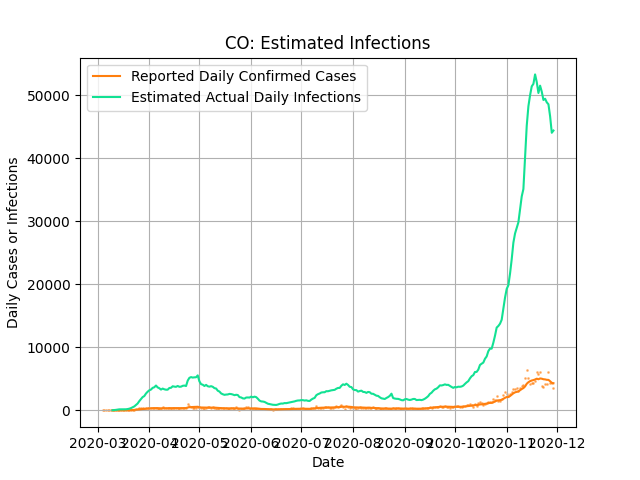 CO: Estimated Infections
Reported Daily Confirmed Cases
Estimated Actual Daily Infections
Daily Cases or Infections
50000
40000
30000
20000
10000
0
2020-03 2020-04 2020-05 2020-06 2020-07 2020-08 2020-09 2020-10 2020-11 2020-12
Date